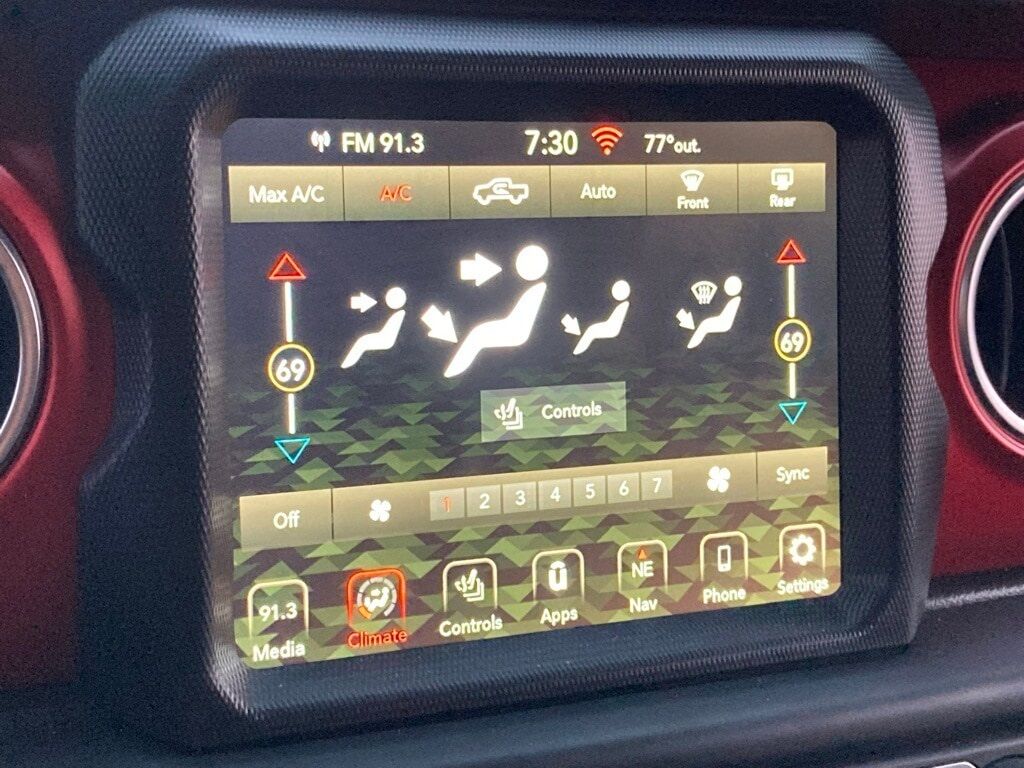 FM 91.3 7:30 77°out.
Max A/C A/C Auto Front Rear
69 69
Controls
Off 1 2 3 4 5 6 7 Sync
91.3 NE
Media Climate Controls Apps Nav Phone Settings